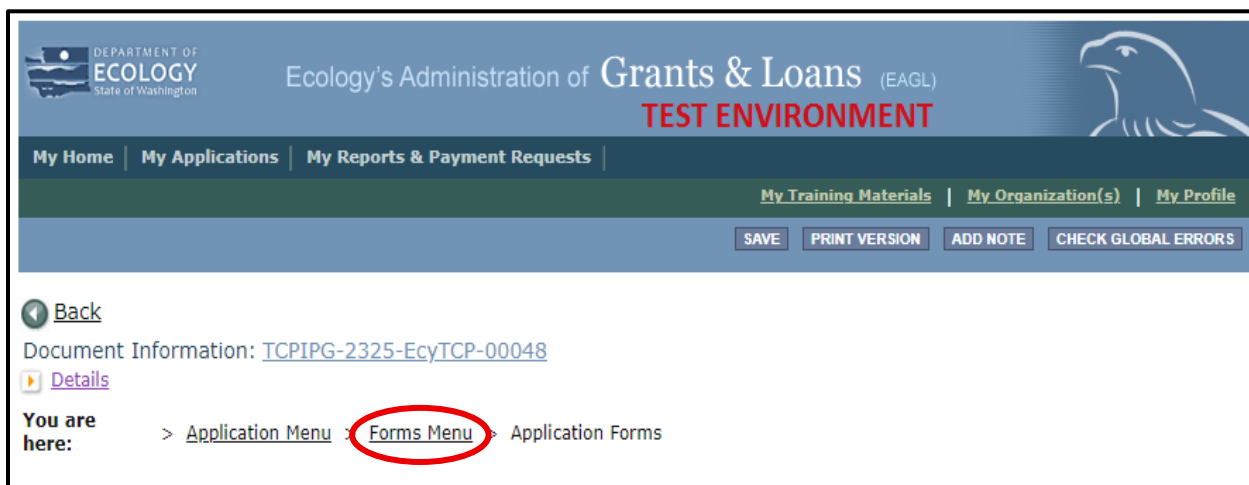 DEPARTMENT OF
ECOLOGY
State of Washington
Ecology's Administration of Grants & Loans (EAGL)
TEST ENVIRONMENT
My Home | My Applications | My Reports & Payment Requests |
My Training Materials | My Organization(s) | My Profile
SAVE PRINT VERSION ADD NOTE CHECK GLOBAL ERRORS
Back
Document Information: TCPIPG-2325-EcyTCP-00048
Details
You are here: > Application Menu > Forms Menu > Application Forms